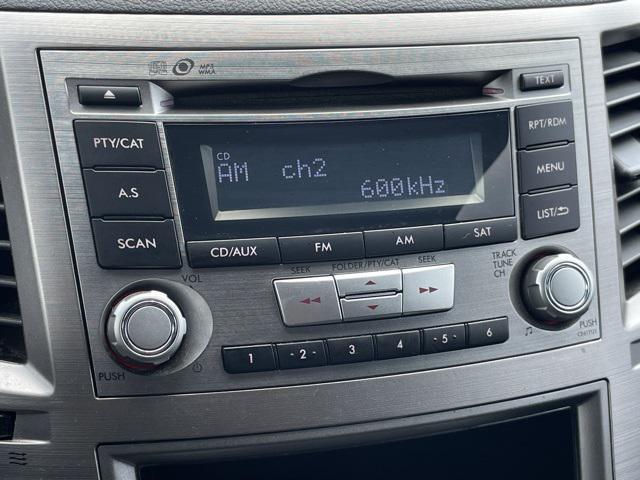 MP3
WMA
TEXT
PTY/CAT
A.S
SCAN
CD
AM ch2
600kHz
RPT/RDM
MENU
LIST/
CD/AUX FM AM SAT
VOL
SEEK FOLDER/PTY/CAT SEEK
TRACK
TUNE
CH
1 -2- 3 4 -5- 6
PUSH
PUSH